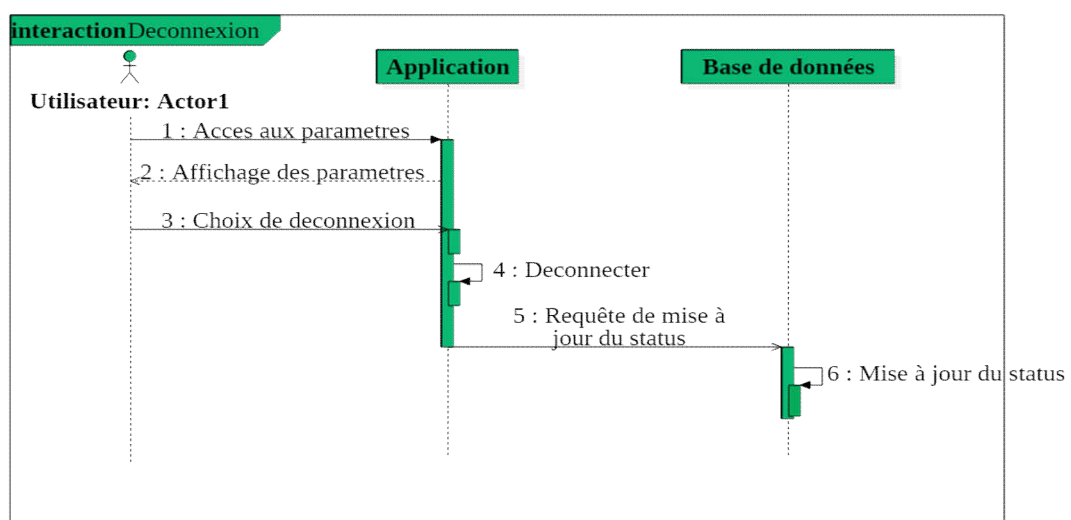 interactionDeconnexion
Application
Base de données
Utilisateur: Actor1
1 : Acces aux parametres
2 : Affichage des parametres
3 : Choix de deconnexion
4 : Deconnecter
5 : Requête de mise à
jour du status
6 : Mise à jour du status